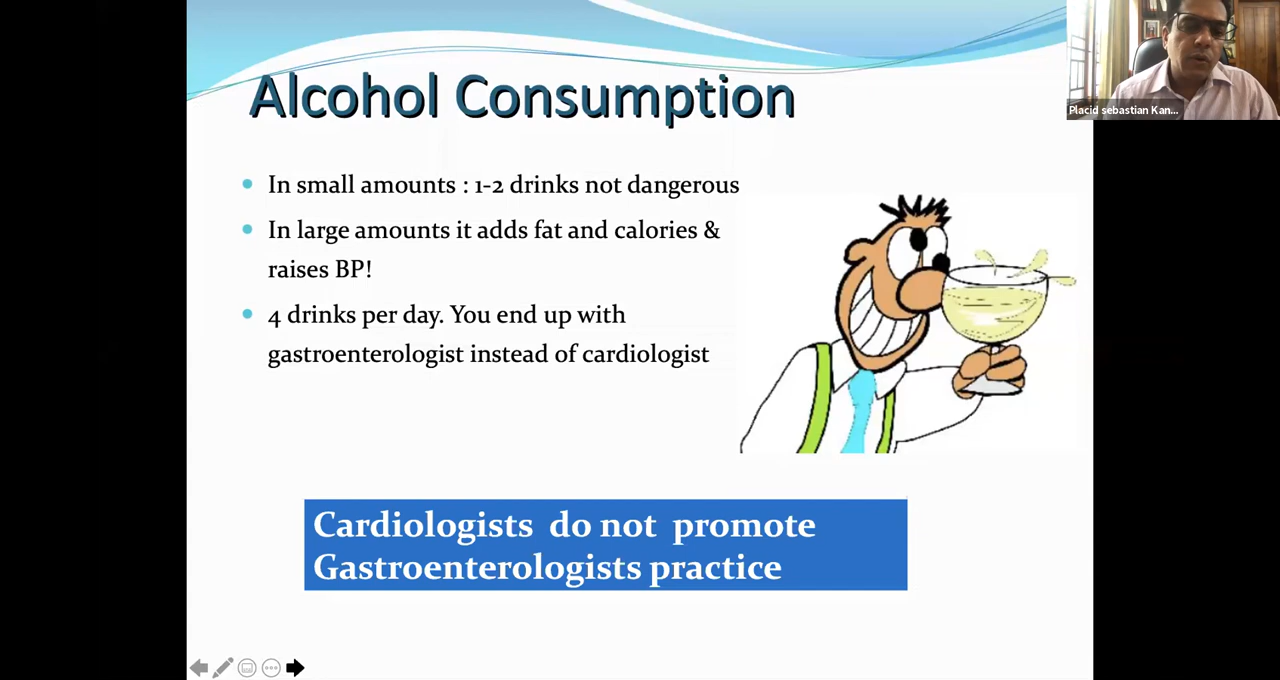 Alcohol Consumption
In small amounts : 1-2 drinks not dangerous
In large amounts it adds fat and calories &
raises BP!
4 drinks per day. You end up with
gastroenterologist instead of cardiologist
Cardiologists do not promote
Gastroenterologists practice
Placid sebastian Kan...